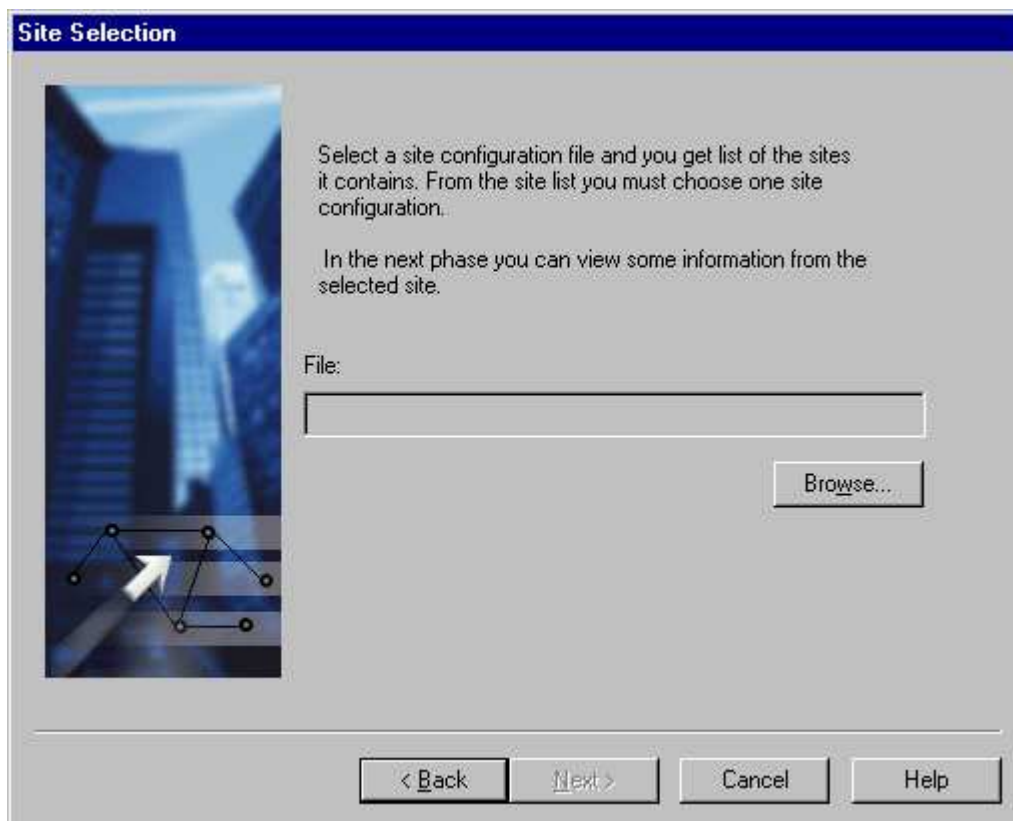 Site Selection
Select a site configuration file and you get list of the sites
it contains. From the site list you must choose one site
configuration.
In the next phase you can view some information from the
selected site.
File:
Browse...
< Back
Next >
Cancel
Help